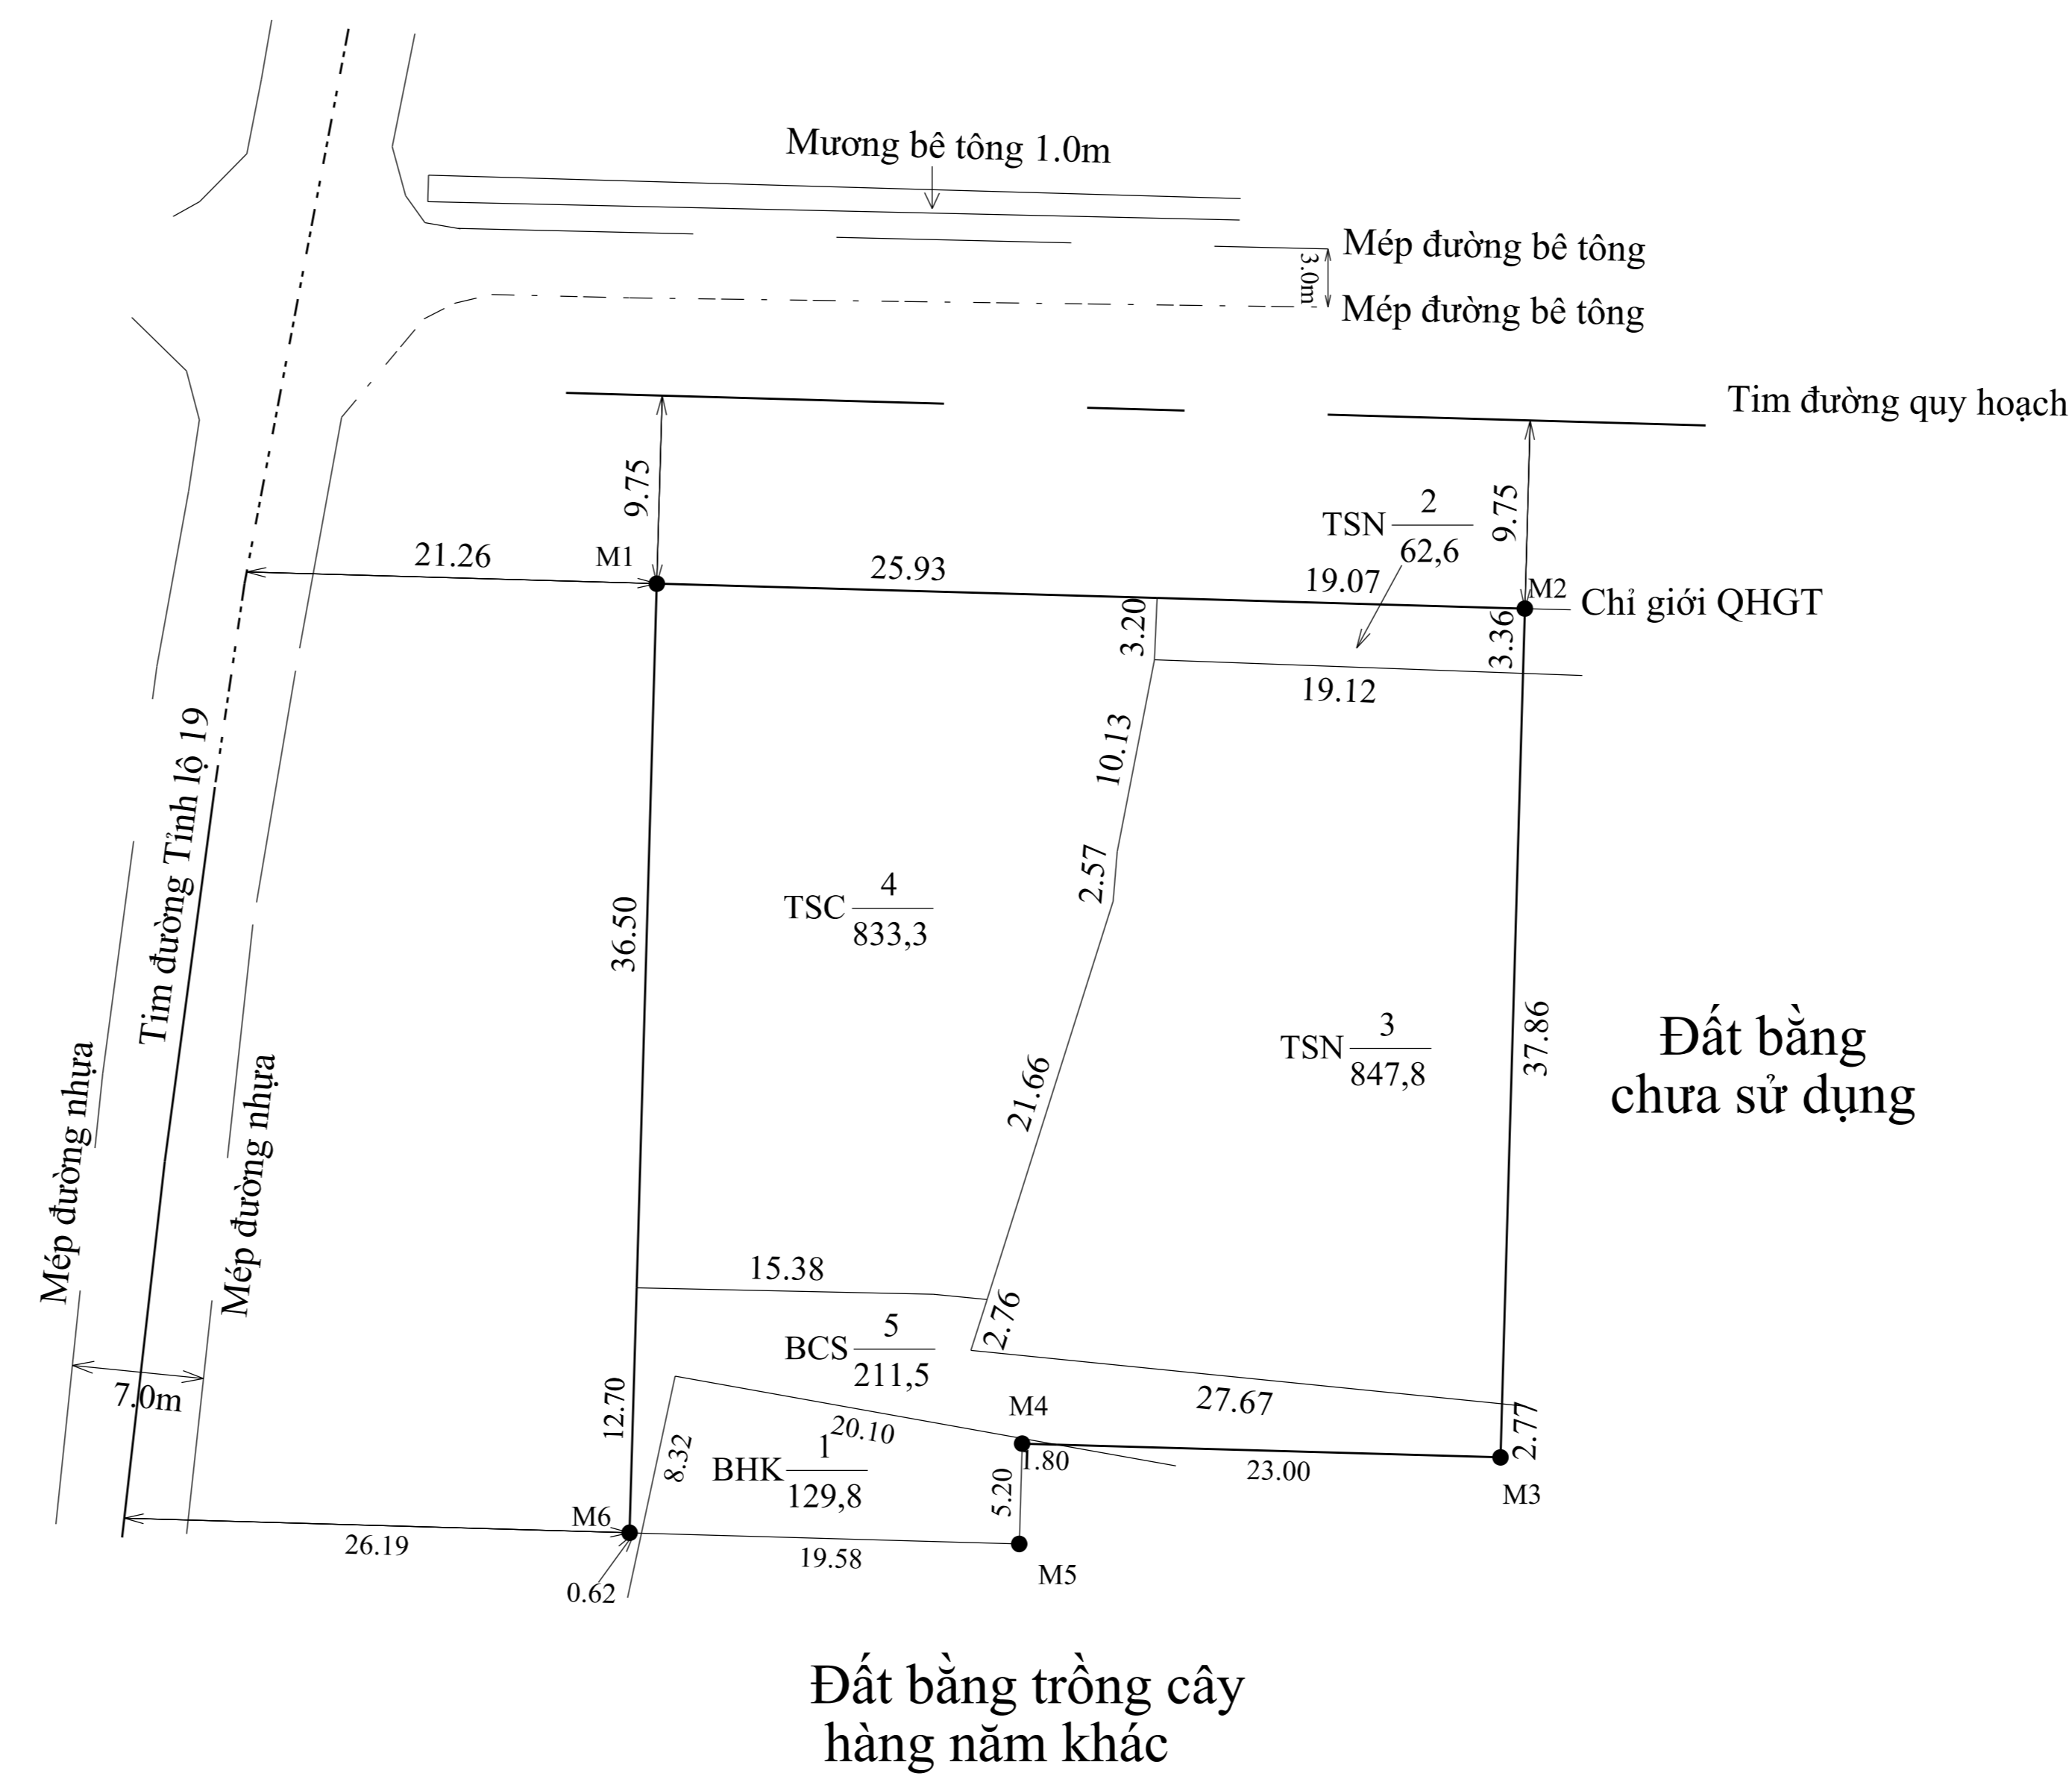 Mương bê tông 1.0m
Mép đường bê tông
3.0m
Mép đường bê tông
Tim đường quy hoạch
9.75
9.75
TSN 2
62,6
21.26
M1
25.93
19.07
M2
Chỉ giới QHGT
3.20
3.36
19.12
10.13
Tim đường Tỉnh lộ 19
2.57
TSC 4
833,3
36.50
TSN 3
847,8
37.86
Đất bằng
chưa sử dụng
21.66
Mép đường nhựa
Mép đường nhựa
15.38
2.76
BCS 5
211,5
7.0m
12.70
27.67
M4
2.77
20.10
8.32
BHK 1
129,8
1.80
23.00
5.20
M3
M6
26.19
19.58
M5
0.62
Đất bằng trồng cây
hàng năm khác